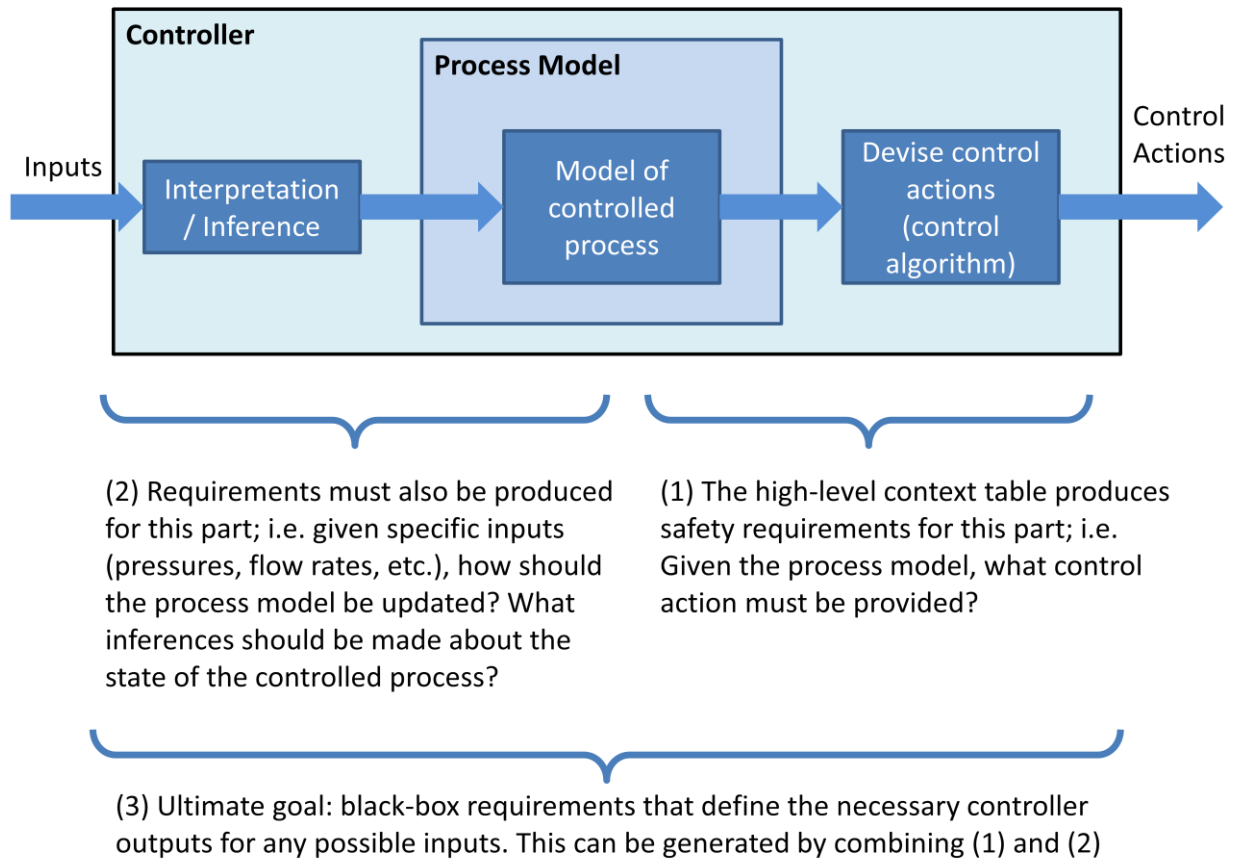 Controller
Process Model
Inputs
Interpretation
/ Inference
Model of
controlled
process
Devise control
actions
(control
algorithm)
Control
Actions
(2) Requirements must also be produced
for this part; i.e. given specific inputs
(pressures, flow rates, etc.), how should
the process model be updated? What
inferences should be made about the
state of the controlled process?
(1) The high-level context table produces
safety requirements for this part; i.e.
Given the process model, what control
action must be provided?
(3) Ultimate goal: black-box requirements that define the necessary controller
outputs for any possible inputs. This can be generated by combining (1) and (2)